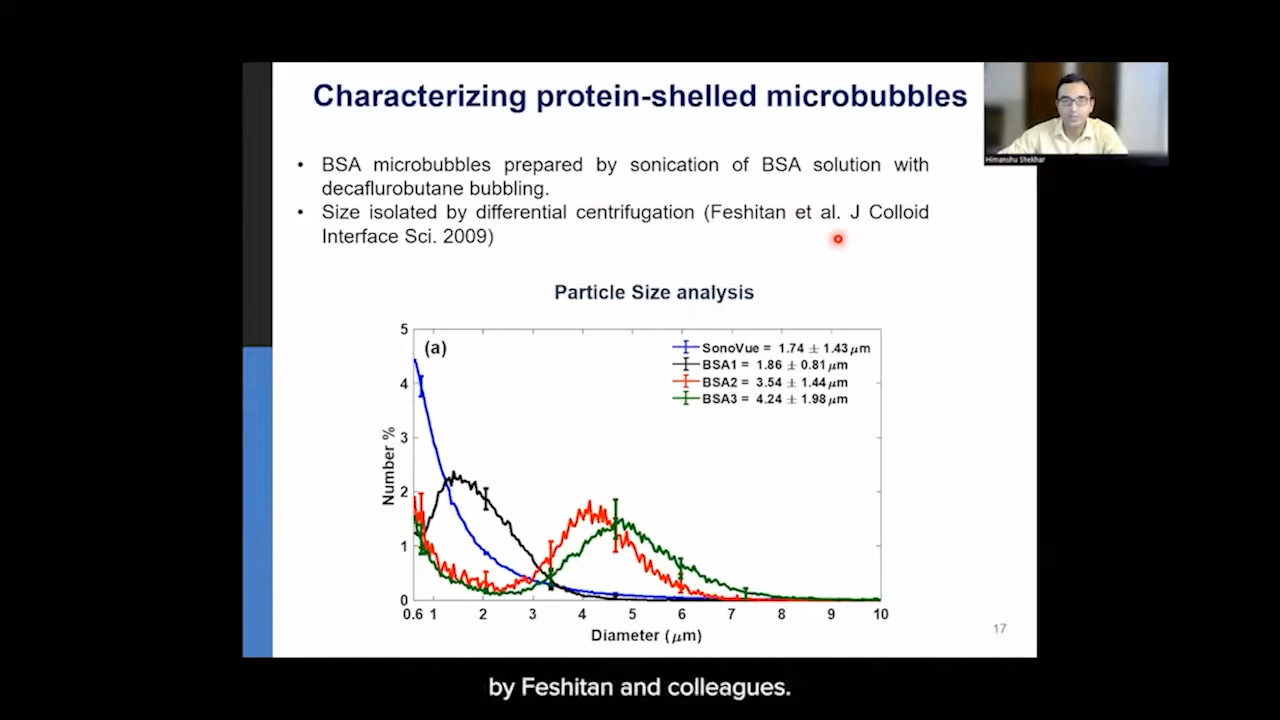 Characterizing protein-shelled microbubbles
Himanshu Shekhar
• BSA microbubbles prepared by sonication of BSA solution with
decaflurobutane bubbling.
• Size isolated by differential centrifugation (Feshitan et al. J Colloid
Interface Sci. 2009)
Particle Size analysis
(a)
SonoVue = 1.74 ± 1.43 μm
BSA1 = 1.86 ± 0.81 μm
BSA2 = 3.54 ± 1.44 μm
BSA3 = 4.24 ± 1.98 μm
5
4
3
2
1
0
Number %
0.6 1 2 3 4 5 6 7 8 9 10
Diameter (μm)
17
by Feshitan and colleagues.